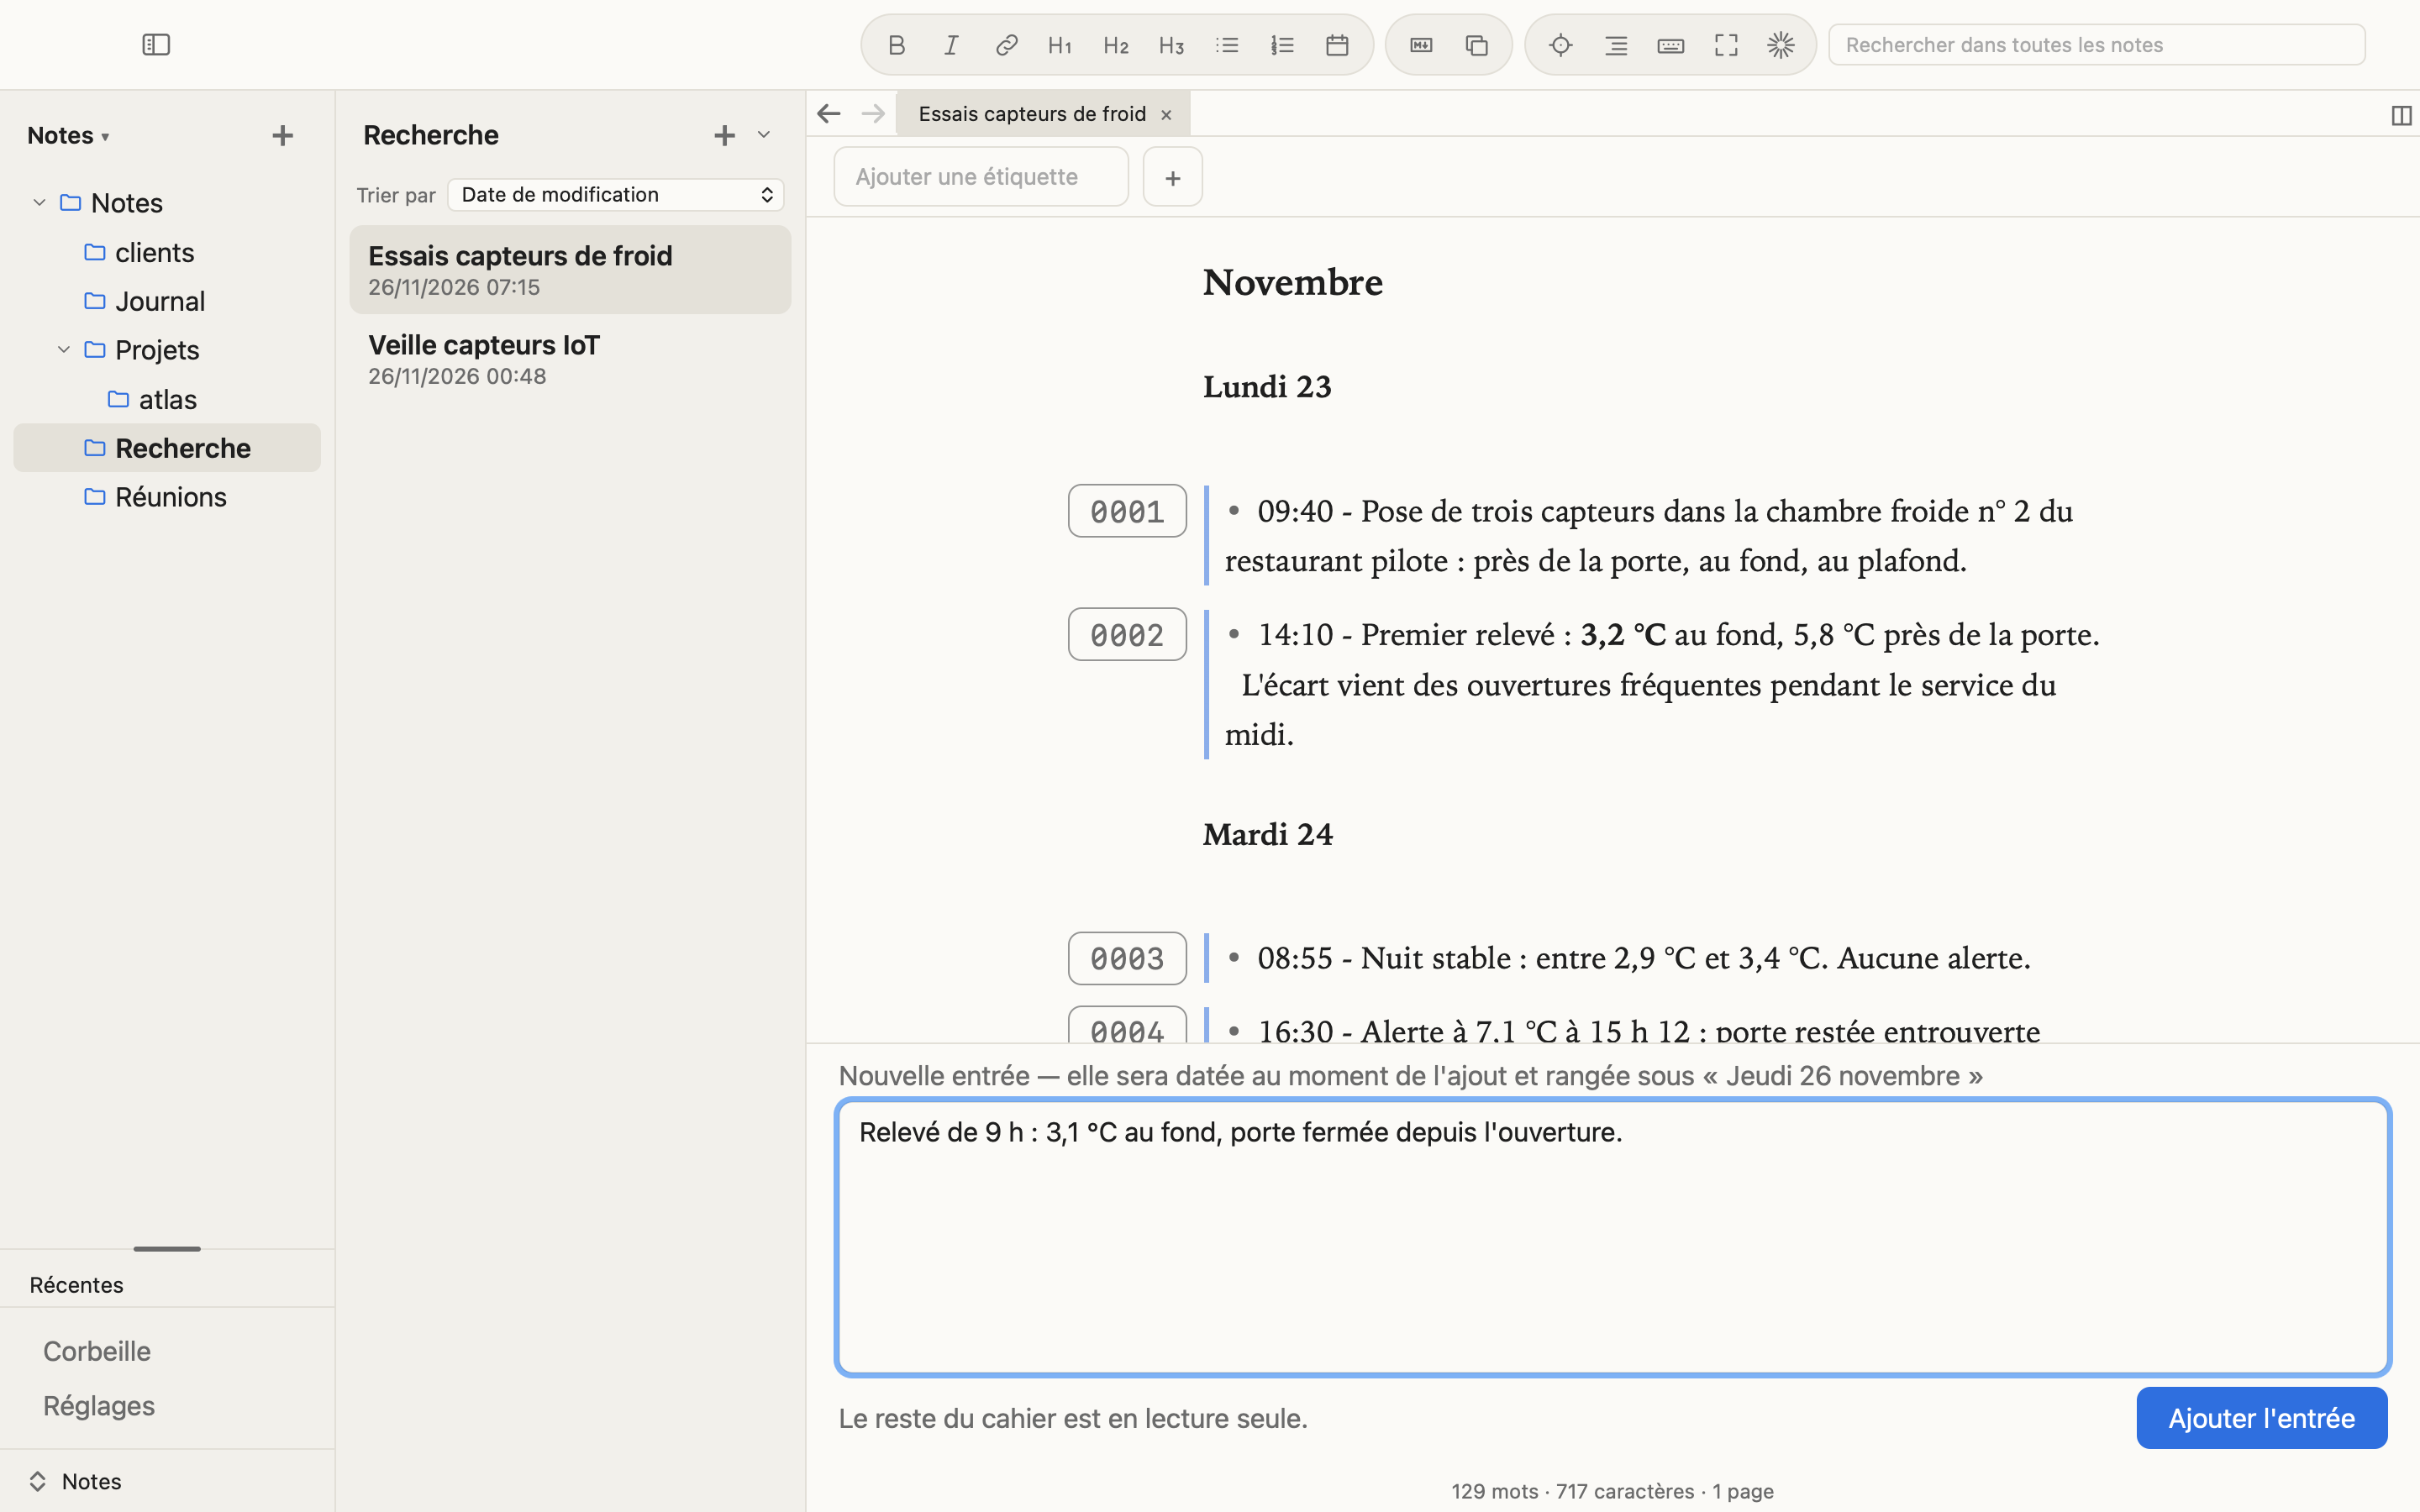 B I H1 H2 H3 M Rechercher dans toutes les notes
Notes
Notes
clients
Journal
Projets
atlas
Recherche
Réunions
Récentes
Corbeille
Réglages
Notes
Recherche
Trier par Date de modification
Essais capteurs de froid
26/11/2026 07:15
Veille capteurs IoT
26/11/2026 00:48
Essais capteurs de froid ×
Ajouter une étiquette +
Novembre
Lundi 23
0001 • 09:40 - Pose de trois capteurs dans la chambre froide n° 2 du
restaurant pilote : près de la porte, au fond, au plafond.
0002 • 14:10 - Premier relevé : 3,2 °C au fond, 5,8 °C près de la porte.
L'écart vient des ouvertures fréquentes pendant le service du
midi.
Mardi 24
0003 • 08:55 - Nuit stable : entre 2,9 °C et 3,4 °C. Aucune alerte.
0004 • 16:30 - Alerte à 7,1 °C à 15 h 12 : porte restée entrouverte
Nouvelle entrée — elle sera datée au moment de l'ajout et rangée sous « Jeudi 26 novembre »
Relevé de 9 h : 3,1 °C au fond, porte fermée depuis l'ouverture.
Le reste du cahier est en lecture seule.
Ajouter l'entrée
129 mots · 717 caractères · 1 page